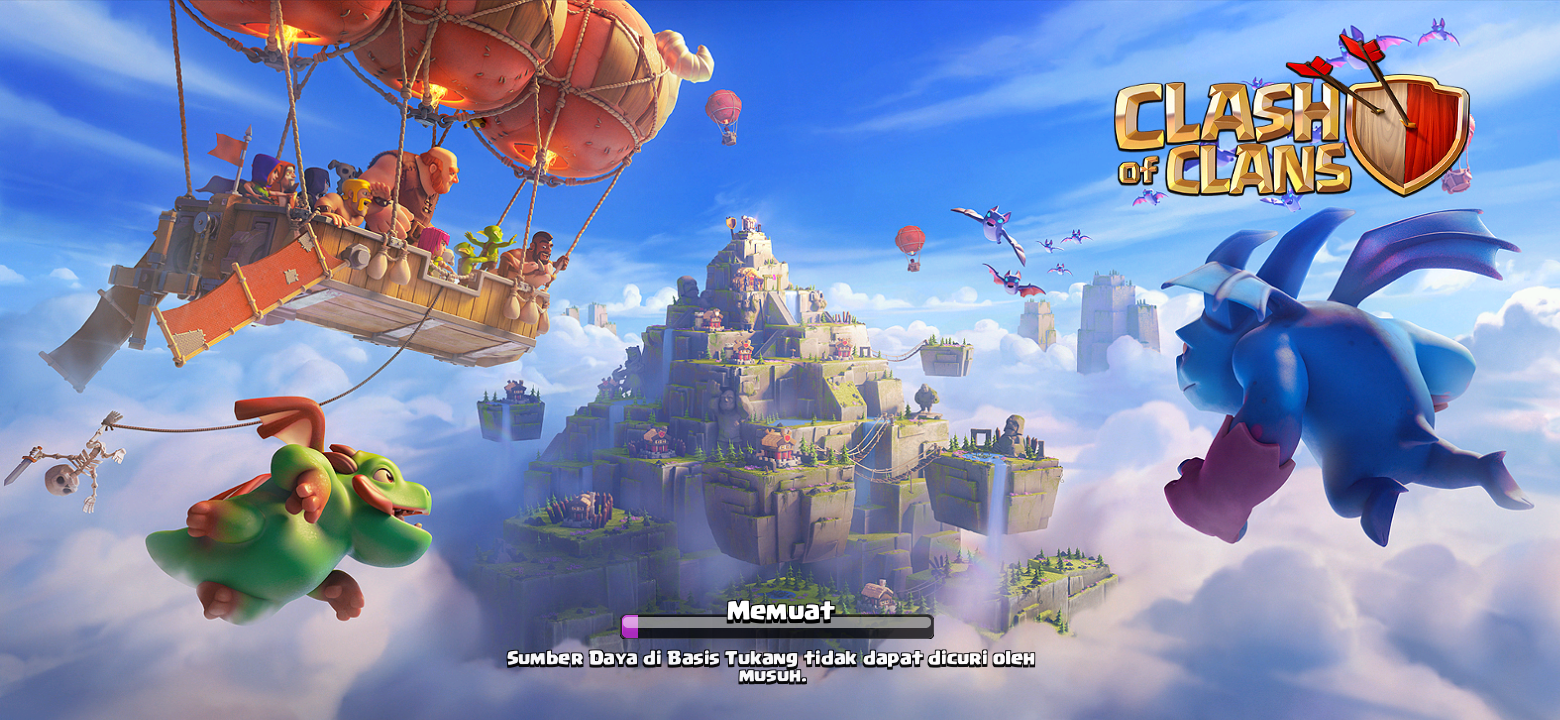 CLASH
OF CLANS
Memuat
Sumber Daya di Basis Tukang tidak dapat dicuri oleh
musuh.